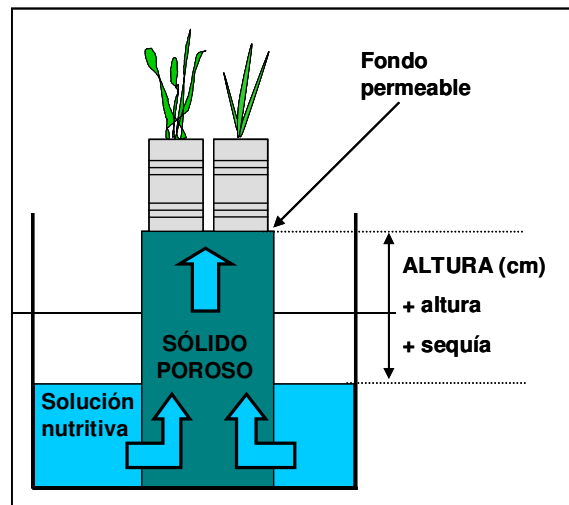 Fondo
permeable
ALTURA (cm)
+ altura
+ sequía
SÓLIDO
POROSO
Solución
nutritiva